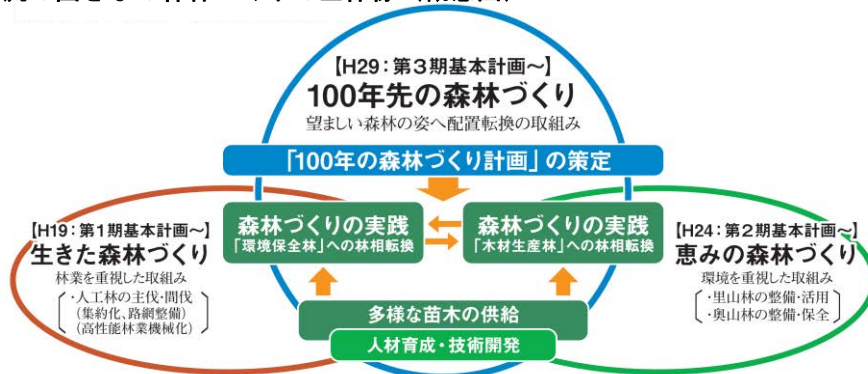 【H29：第3期基本計画～】
100年先の森林づくり
望ましい森林の姿へ配置転換の取組み
「100年の森林づくり計画」の策定
【H19：第1期基本計画～】
生きた森林づくり
林業を重視した取組み
・人工林の主伐・間伐
(集約化、路網整備)
(高性能林業機械化)
森林づくりの実践
「環境保全林」への林相転換
森林づくりの実践
「木材生産林」への林相転換
【H24：第2期基本計画～】
恵みの森林づくり
環境を重視した取組み
・里山林の整備・活用
・奥山林の整備・保全
多様な苗木の供給
人材育成・技術開発